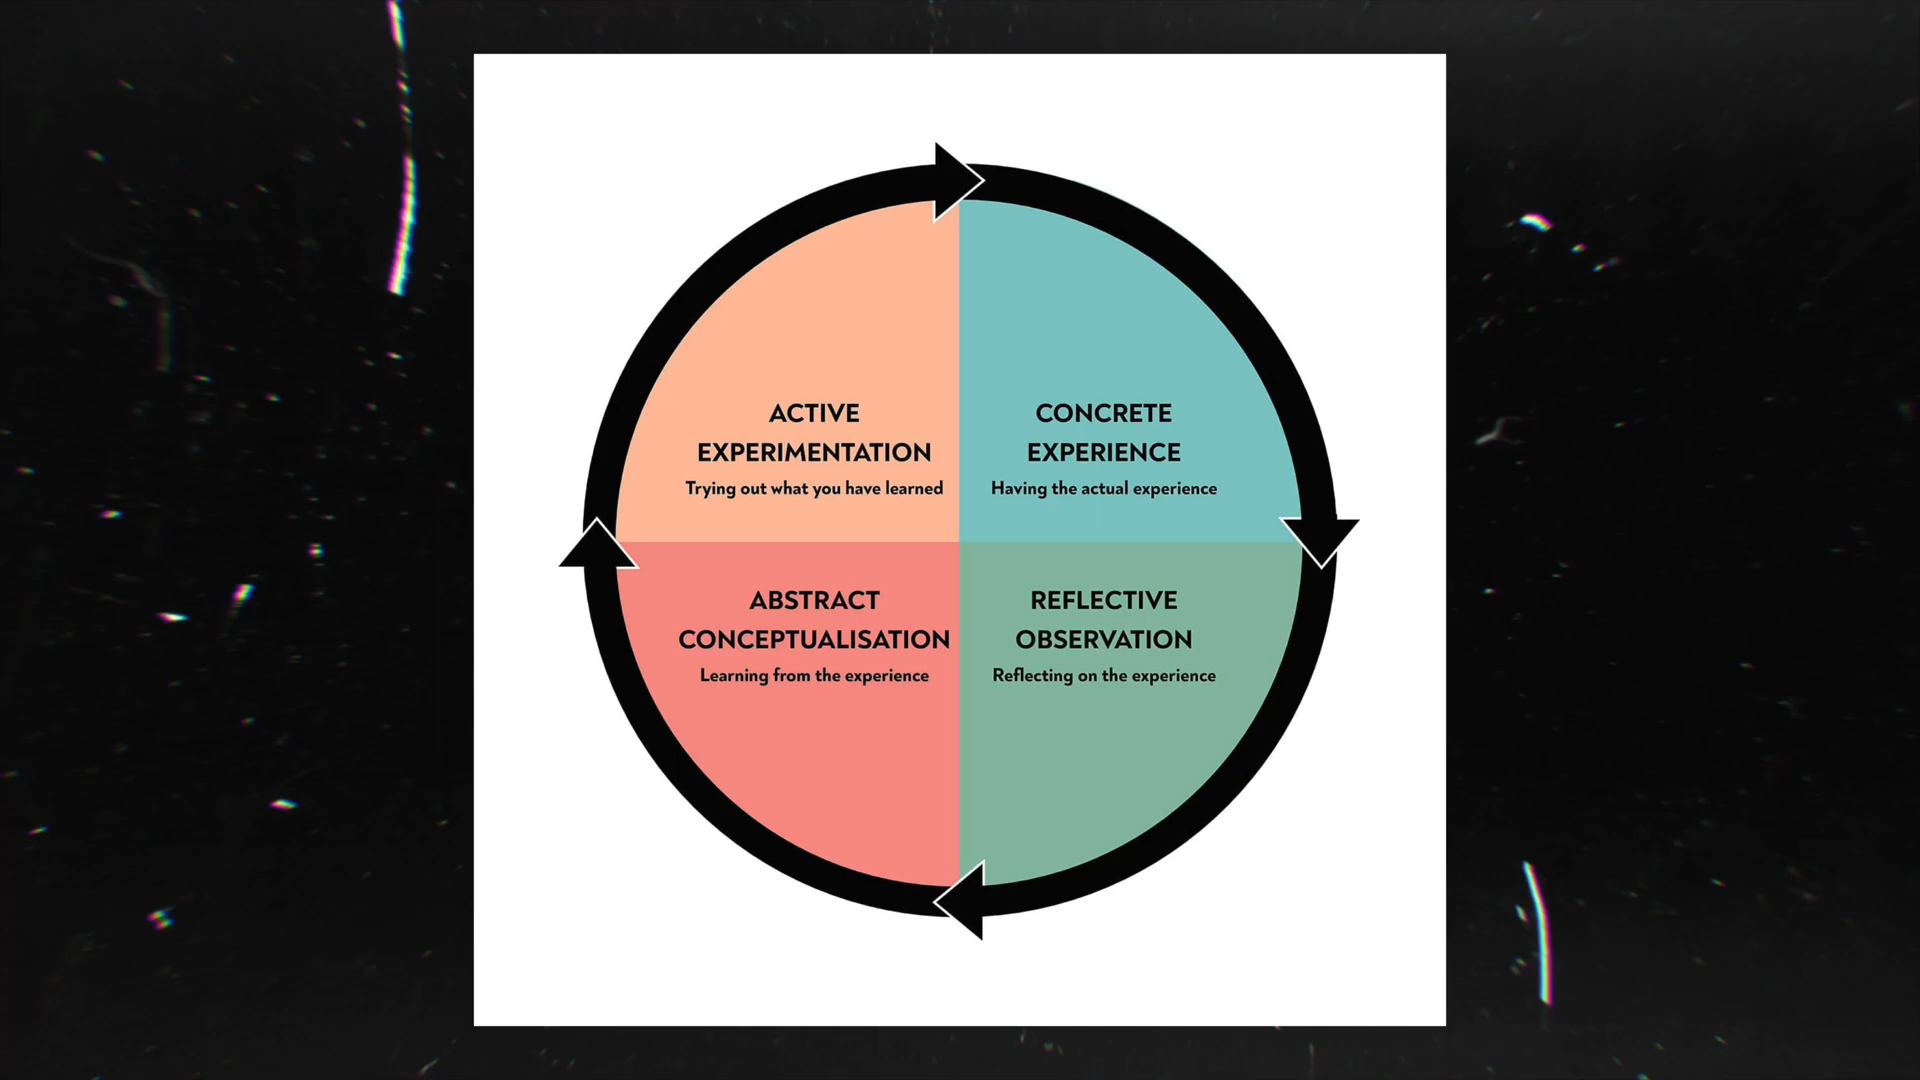 ACTIVE
EXPERIMENTATION
Trying out what you have learned
CONCRETE
EXPERIENCE
Having the actual experience
ABSTRACT
CONCEPTUALISATION
Learning from the experience
REFLECTIVE
OBSERVATION
Reflecting on the experience